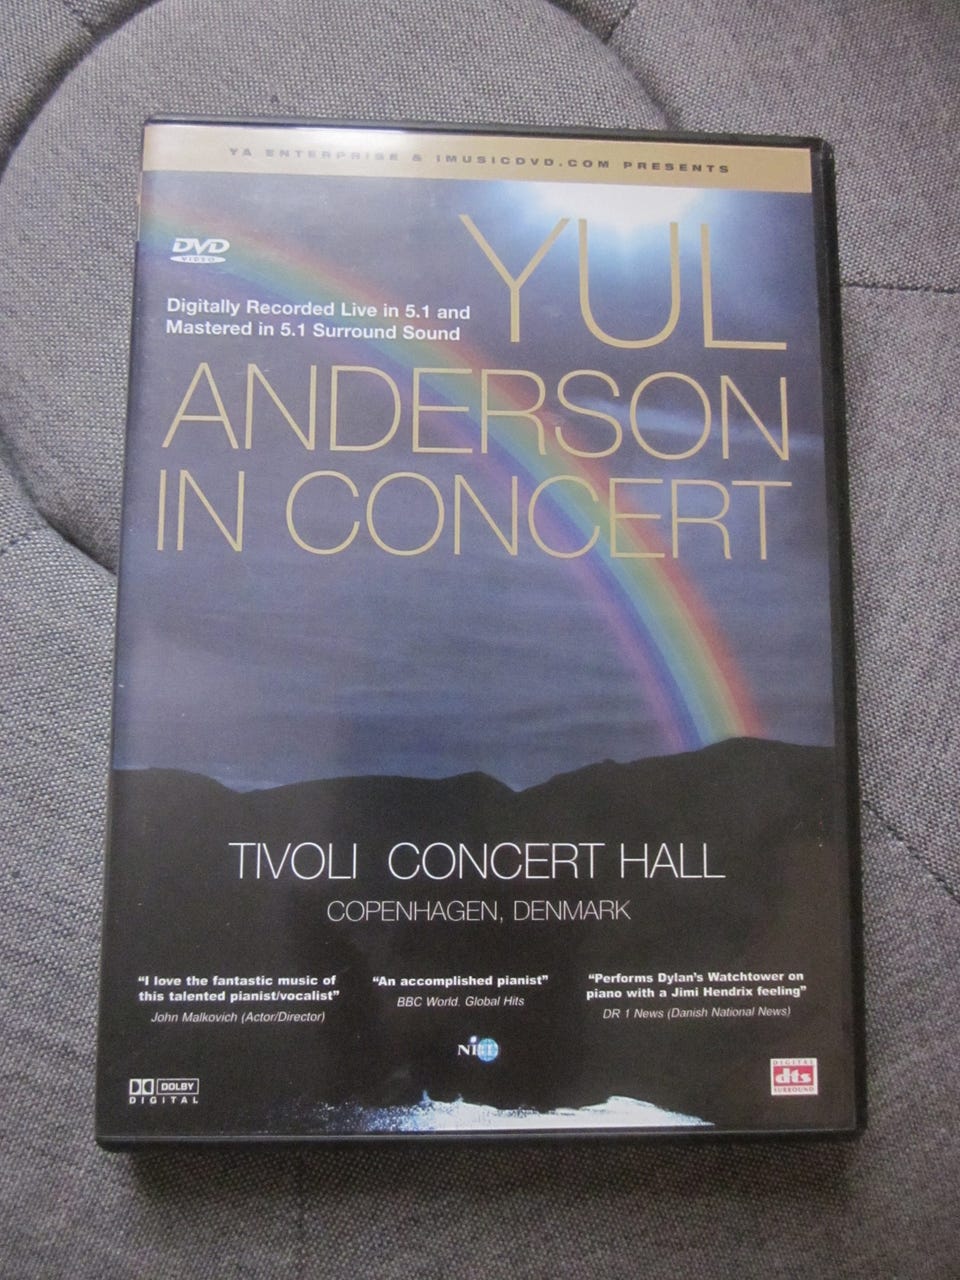 YA ENTERPRISE & IMUSICDVD.COM PRESENTS
DVD
VIDEO
Digitally Recorded Live in 5.1 and
Mastered in 5.1 Surround Sound
YUL
ANDERSON
IN CONCERT
TIVOLI CONCERT HALL
COPENHAGEN, DENMARK
“I love the fantastic music of
this talented pianist/vocalist”
John Malkovich (Actor/Director)
“An accomplished pianist”
BBC World. Global Hits
“Performs Dylan’s Watchtower on
piano with a Jimi Hendrix feeling”
DR 1 News (Danish National News)
DOLBY
DIGITAL
DIGITAL
dts
SURROUND